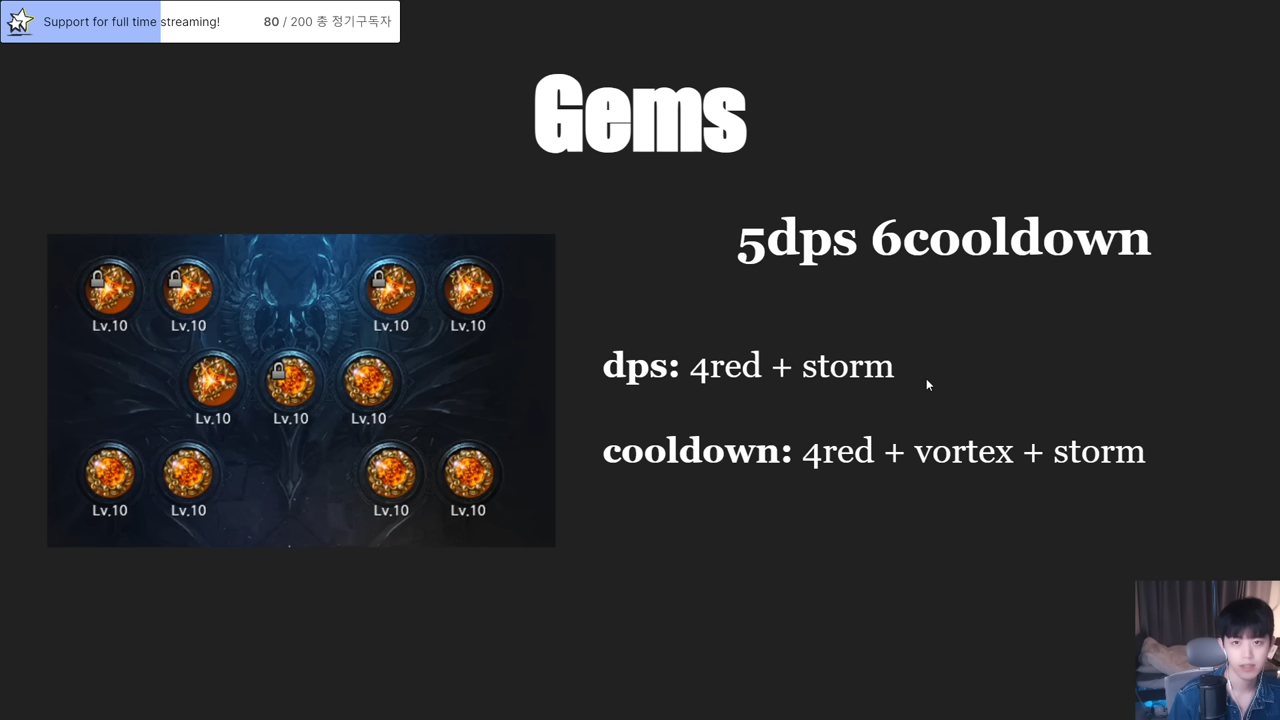 Support for full time streaming! 80 / 200 총 정기구독자
Gems
5dps 6cooldown
Lv.10 Lv.10 Lv.10 Lv.10
dps: 4red + storm
Lv.10 Lv.10 Lv.10
cooldown: 4red + vortex + storm
Lv.10 Lv.10 Lv.10 Lv.10